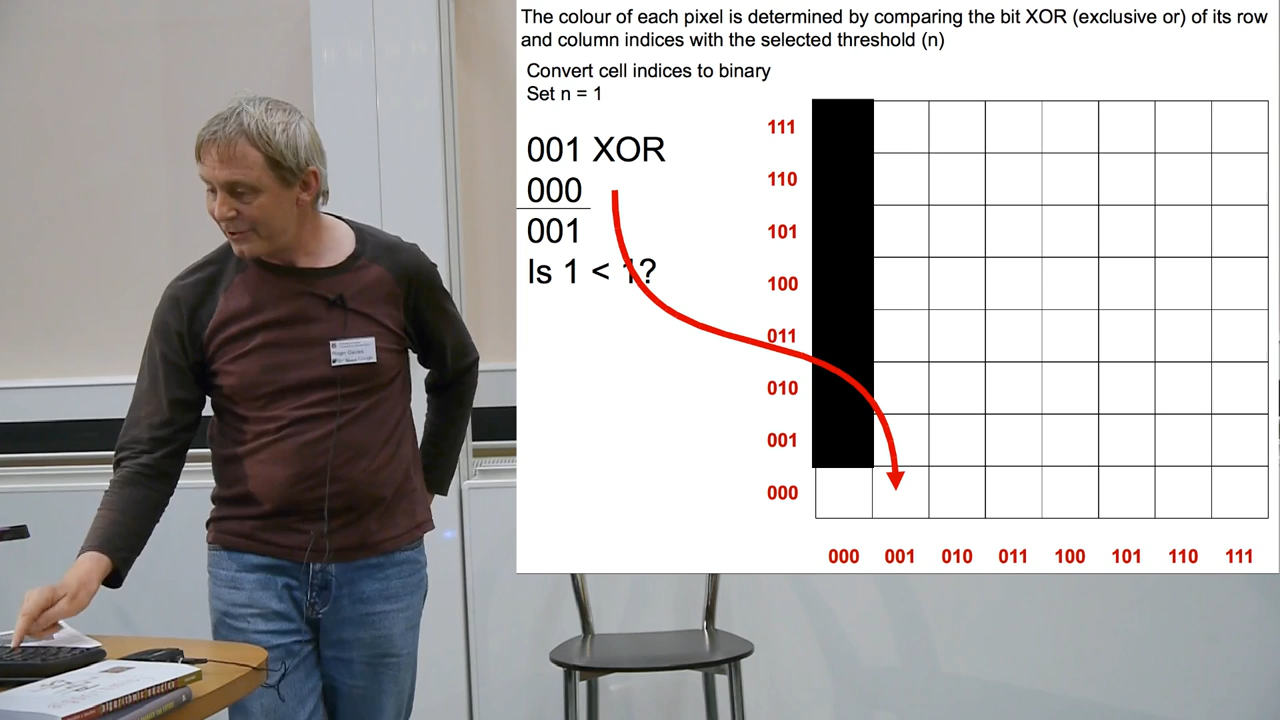 The colour of each pixel is determined by comparing the bit XOR (exclusive or) of its row
and column indices with the selected threshold (n)
Convert cell indices to binary
Set n = 1
001 XOR
000
001
Is 1 < 1?
111
110
101
100
011
010
001
000
000 001 010 011 100 101 110 111
Roger Davies